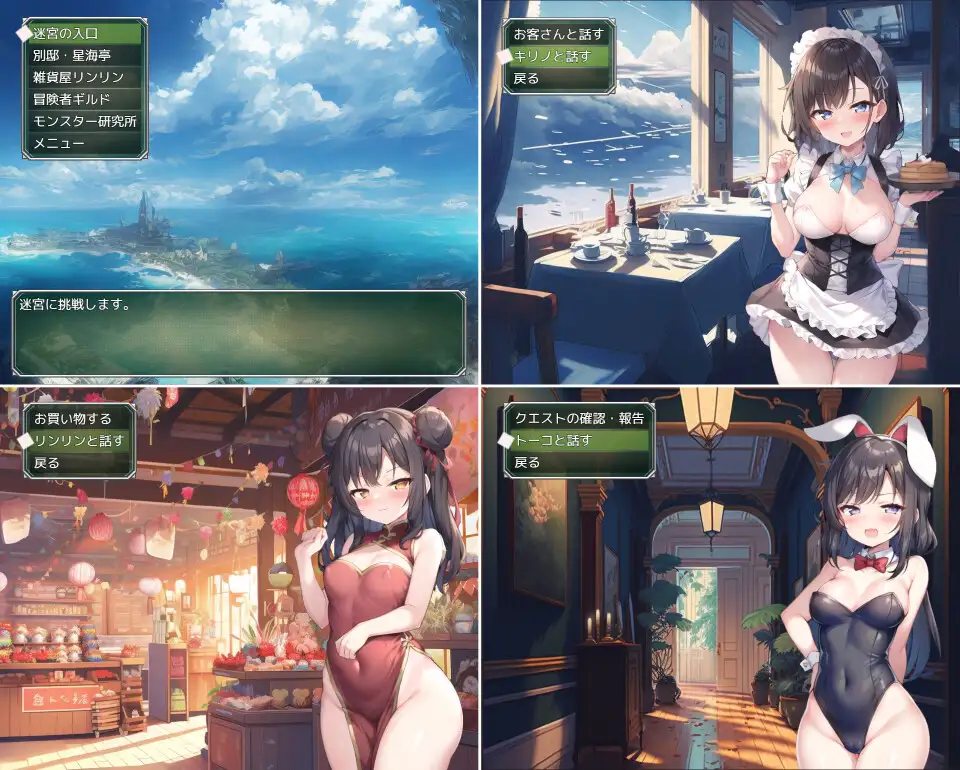 迷宮の入口
別邸・星海亭
雑貨屋リンリン
冒険者ギルド
モンスター研究所
メニュー
迷宮に挑戦します。
お客さんと話す
キリノと話す
戻る
お買い物する
リンリンと話す
戻る
クエストの確認・報告
トーコと話す
戻る